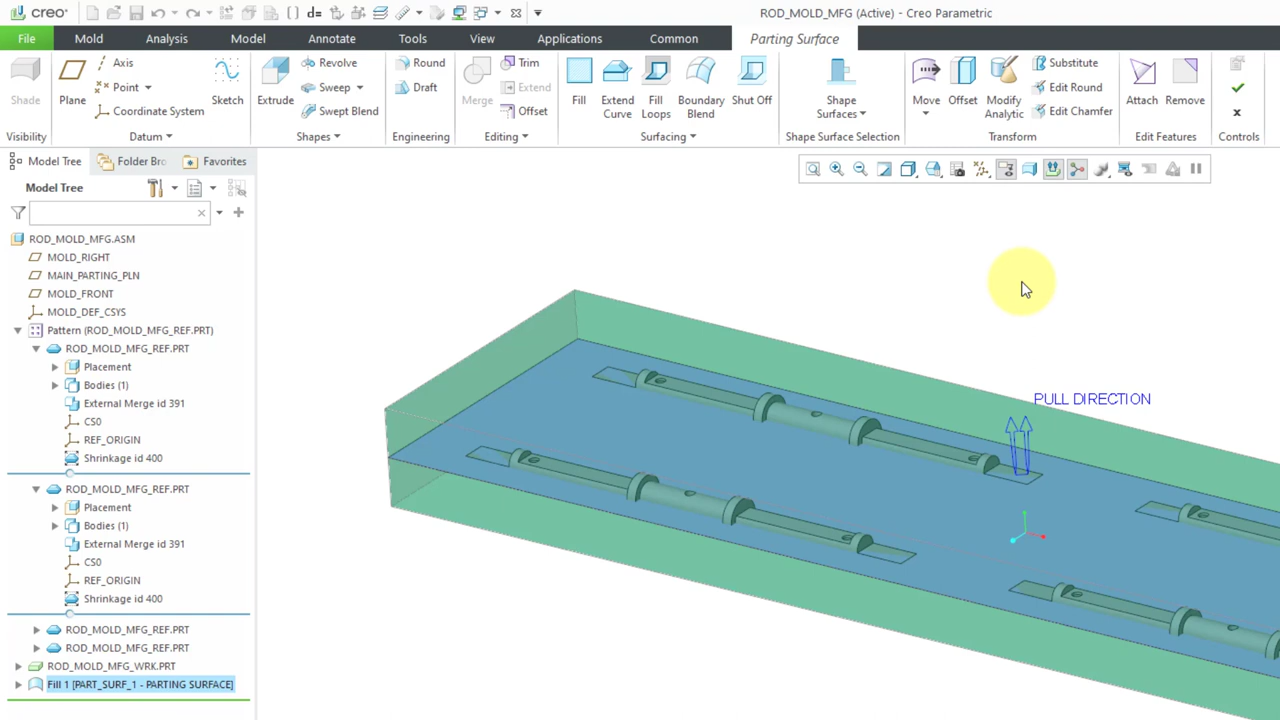 creo ROD_MOLD_MFG (Active) - Creo Parametric
File Mold Analysis Model Annotate Tools View Applications Common Parting Surface
Axis Revolve Round Trim Substitute
Point Sweep Draft Extend Edit Round
Shade Plane Coordinate System Sketch Extrude Swept Blend Merge Offset Fill Extend Curve Fill Loops Boundary Blend Shut Off Shape Surfaces Move Offset Modify Analytic Edit Chamfer Attach Remove
Visibility Datum Shapes Engineering Editing Surfacing Shape Surface Selection Transform Edit Features Controls
Model Tree Folder Bro Favorites
Model Tree
ROD_MOLD_MFG.ASM
MOLD_RIGHT
MAIN_PARTING_PLN
MOLD_FRONT
MOLD_DEF_CSYS
Pattern (ROD_MOLD_MFG_REF.PRT)
ROD_MOLD_MFG_REF.PRT
Placement
Bodies (1)
External Merge id 391
CS0
REF_ORIGIN
Shrinkage id 400
ROD_MOLD_MFG_REF.PRT
Placement
Bodies (1)
External Merge id 391
CS0
REF_ORIGIN
Shrinkage id 400
ROD_MOLD_MFG_REF.PRT
ROD_MOLD_MFG_REF.PRT
ROD_MOLD_MFG_WRK.PRT
Fill 1 [PART_SURF_1 - PARTING SURFACE]
PULL DIRECTION